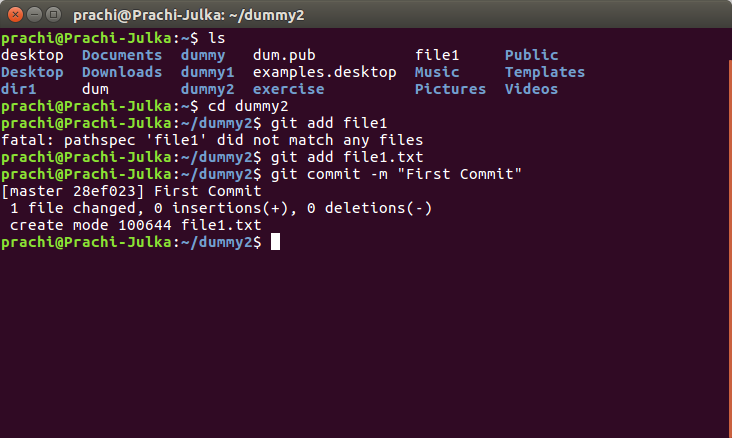 prachi@Prachi-Julka: ~/dummy2
prachi@Prachi-Julka:~$ ls
desktop  Documents  dummy   dum.pub           file1     Public
Desktop  Downloads  dummy1  examples.desktop  Music     Templates
dir1     dum        dummy2  exercise          Pictures  Videos
prachi@Prachi-Julka:~$ cd dummy2
prachi@Prachi-Julka:~/dummy2$ git add file1
fatal: pathspec 'file1' did not match any files
prachi@Prachi-Julka:~/dummy2$ git add file1.txt
prachi@Prachi-Julka:~/dummy2$ git commit -m "First Commit"
[master 28ef023] First Commit
 1 file changed, 0 insertions(+), 0 deletions(-)
 create mode 100644 file1.txt
prachi@Prachi-Julka:~/dummy2$